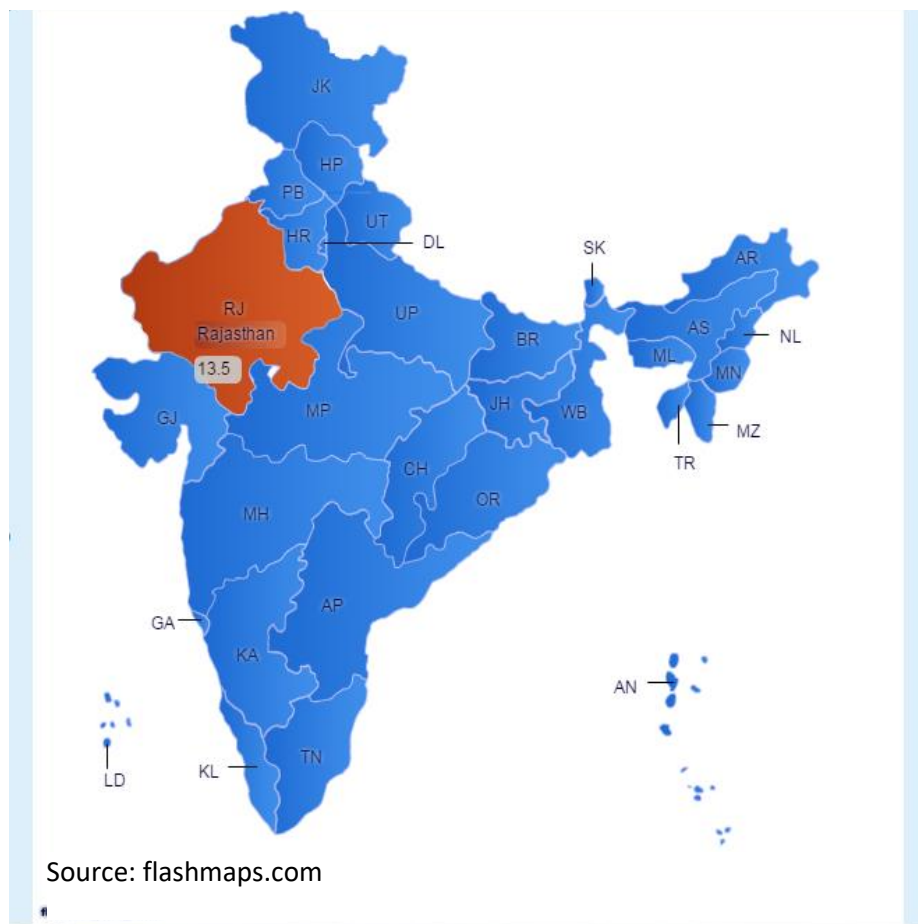 JK
HP
PB
UT
HR
DL
SK
AR
RJ
Rajasthan
UP
AS
NL
BR
ML
13.5
MN
GJ
MP
JH
WB
MZ
TR
CH
OR
MH
AP
GA
KA
AN
TN
KL
LD
Source: flashmaps.com